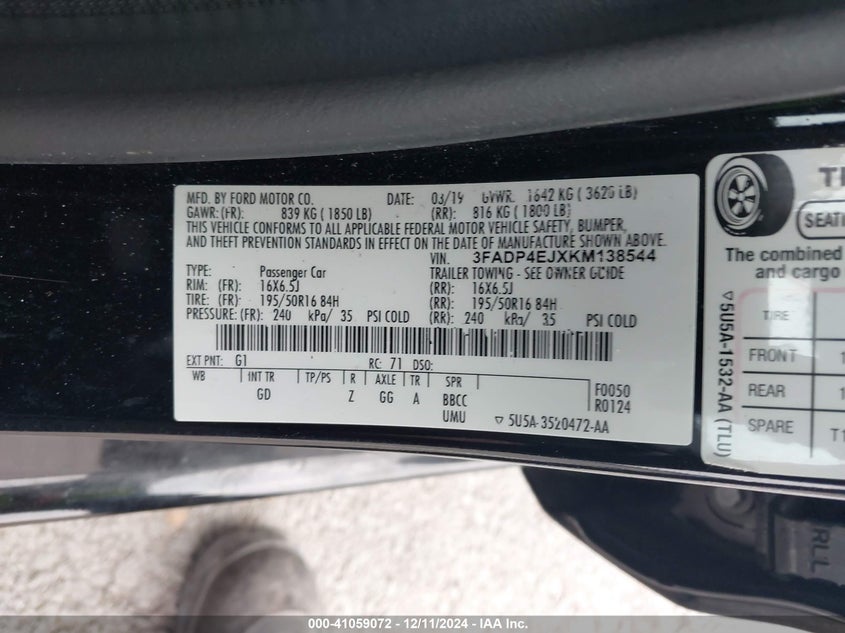 MFD. BY FORD MOTOR CO. DATE: 03/19 GVWR: 1642 KG ( 3620 LB)
GAWR: (FR): 839 KG ( 1850 LB) (RR): 816 KG ( 1800 LB)
THIS VEHICLE CONFORMS TO ALL APPLICABLE FEDERAL MOTOR VEHICLE SAFETY, BUMPER,
AND THEFT PREVENTION STANDARDS IN EFFECT ON THE DATE OF MANUFACTURE SHOWN ABOVE.
VIN: 3FADP4EJXKM138544
TYPE: Passenger Car TRAILER TOWING - SEE OWNER GUIDE
RIM: (FR) 16X6.5J (RR): 16X6.5J
TIRE: (FR) 195/50R16 84H (RR): 195/50R16 84H
PRESSURE: (FR): 240 kPa/ 35 PSI COLD (RR): 240 kPa/ 35 PSI COLD
EXT PNT: G1 RC: 71 DSO:
WB INT TR TP/PS R AXLE TR SPR
GD Z GG A BBCC
UMU
F0050
R0124
▽ 5U5A-3520472-AA
SEATI
The combined
and cargo
TIRE
FRONT 1
REAR 1
SPARE T1
▽5U5A-1532-AA (TLU)
RLL
000-41059072 - 12/11/2024 - IAA Inc.